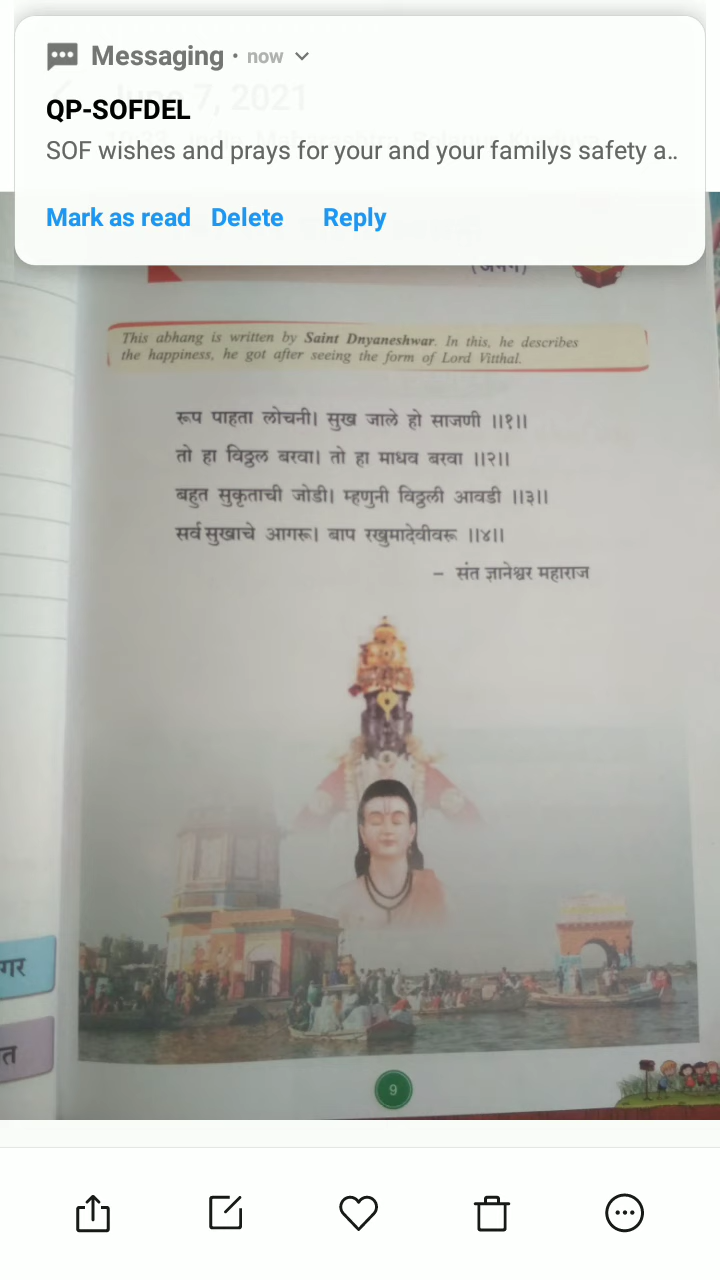 Messaging · now
QP-SOFDEL
SOF wishes and prays for your and your familys safety a..
Mark as read Delete Reply
(अभंग)
This abhang is written by Saint Dnyaneshwar. In this, he describes
the happiness, he got after seeing the form of Lord Vitthal.
रूप पाहता लोचनी। सुख जाले हो साजणी ॥१॥
तो हा विठ्ठल बरवा। तो हा माधव बरवा ॥२॥
बहुत सुकृताची जोडी। म्हणुनी विठ्ठली आवडी ॥३॥
सर्व सुखाचे आगरू। बाप रखुमादेवीवरू ॥४॥
– संत ज्ञानेश्वर महाराज
गर
त
9